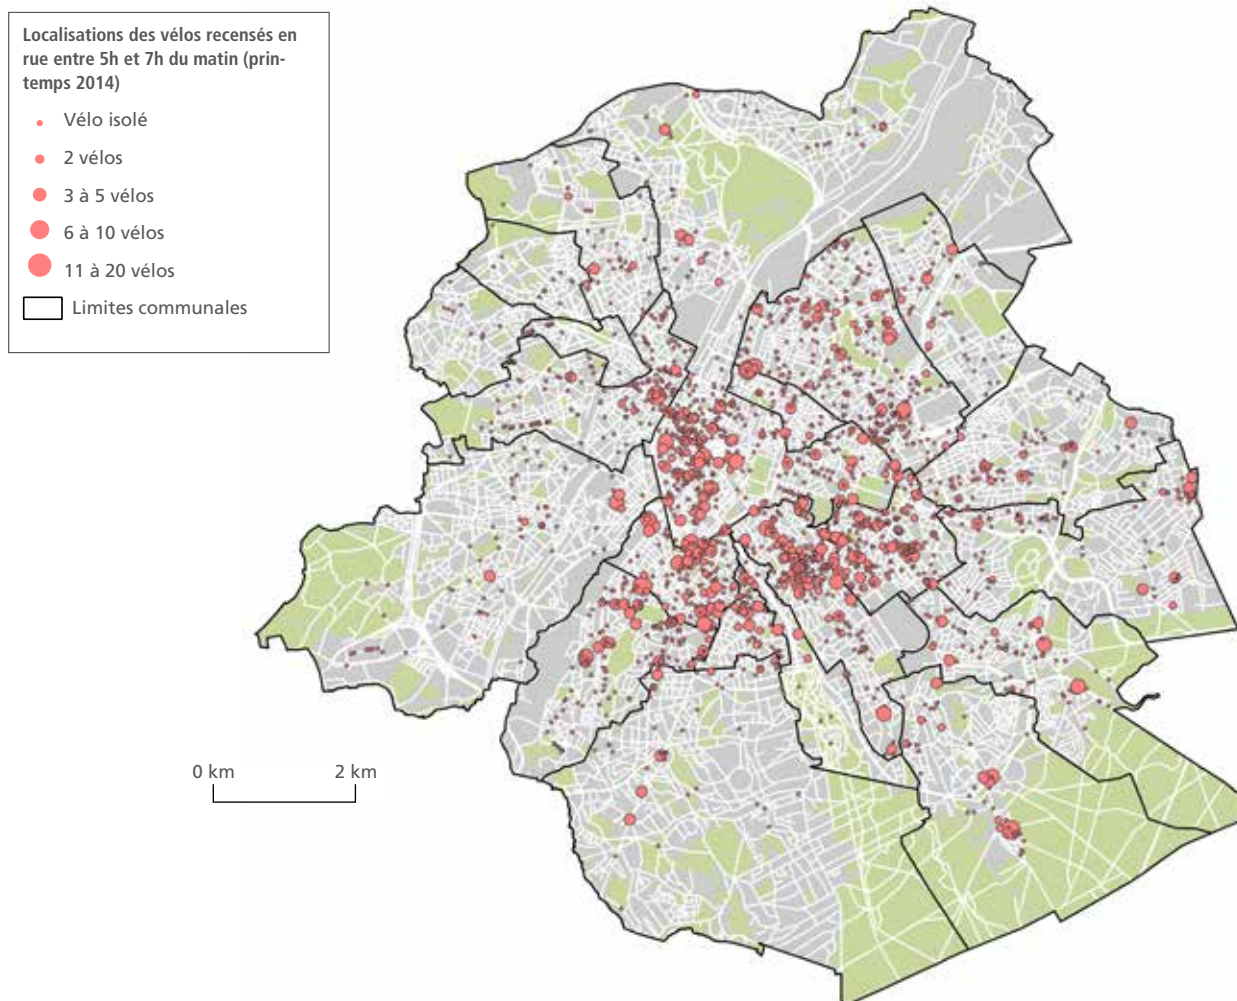 Localisations des vélos recensés en
rue entre 5h et 7h du matin (prin-
temps 2014)
Vélo isolé
2 vélos
3 à 5 vélos
6 à 10 vélos
11 à 20 vélos
Limites communales
0 km 2 km